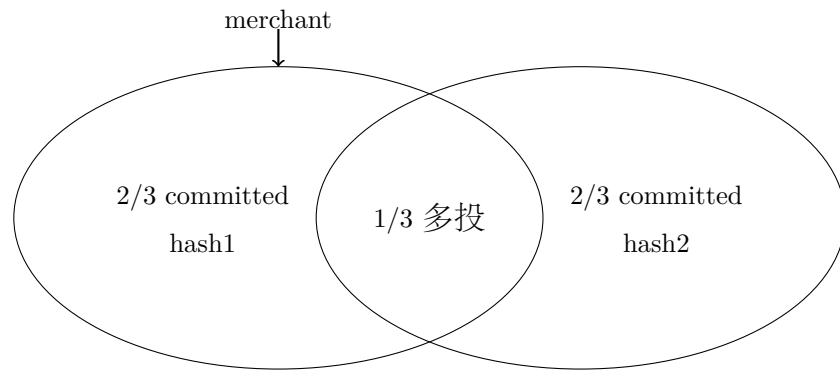 merchant
2/3 committed
hash1
1/3 多投
2/3 committed
hash2